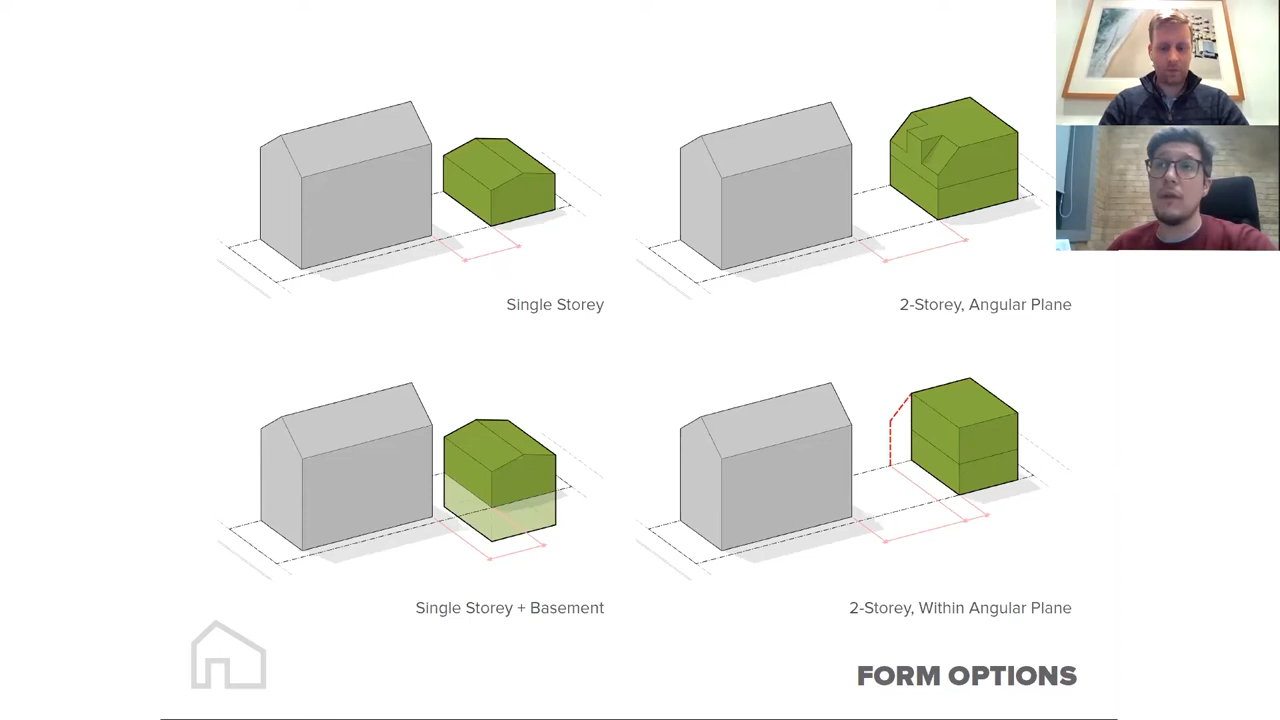 Single Storey
2-Storey, Angular Plane
Single Storey + Basement
2-Storey, Within Angular Plane
FORM OPTIONS